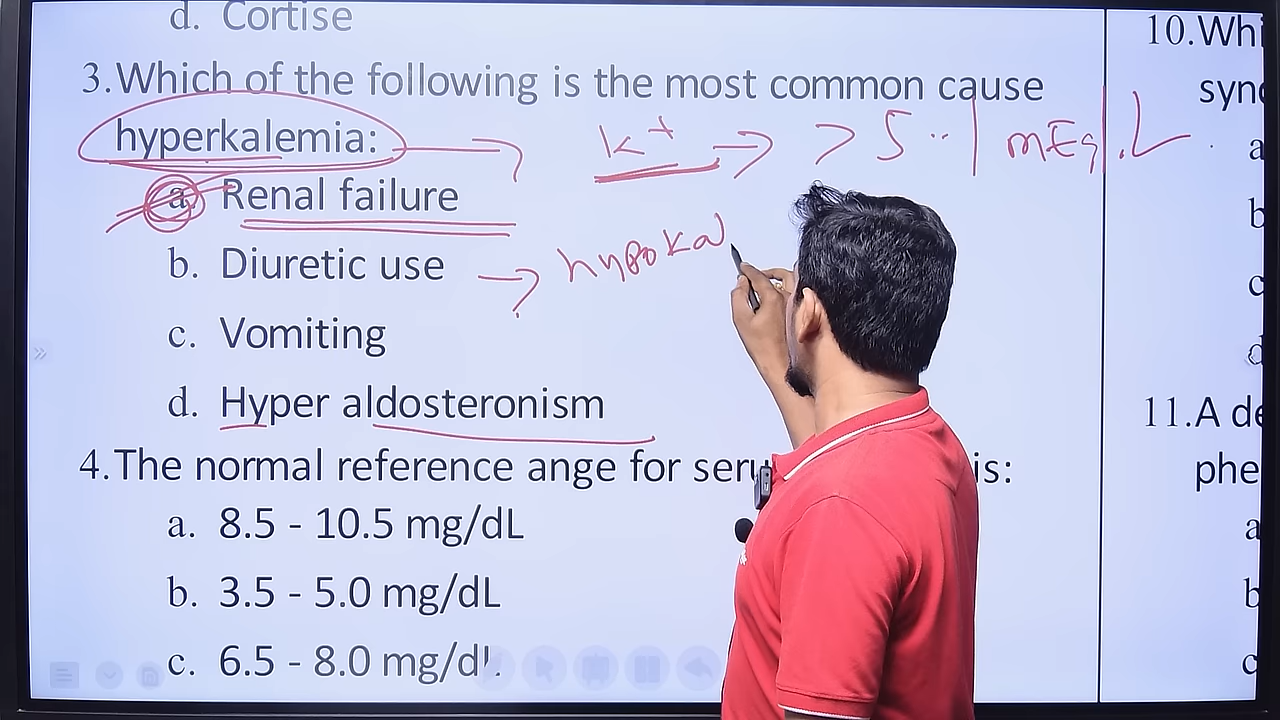 d. Cortise
3. Which of the following is the most common cause
hyperkalemia: → K+ → > 5.. | mEq.L
a. Renal failure
b. Diuretic use → hypokal
c. Vomiting
d. Hyper aldosteronism
4. The normal reference ange for seru is:
a. 8.5 - 10.5 mg/dL
b. 3.5 - 5.0 mg/dL
c. 6.5 - 8.0 mg/dL
10. Whi
syn
a
b
c
d
11. A de
phe
a
b
c